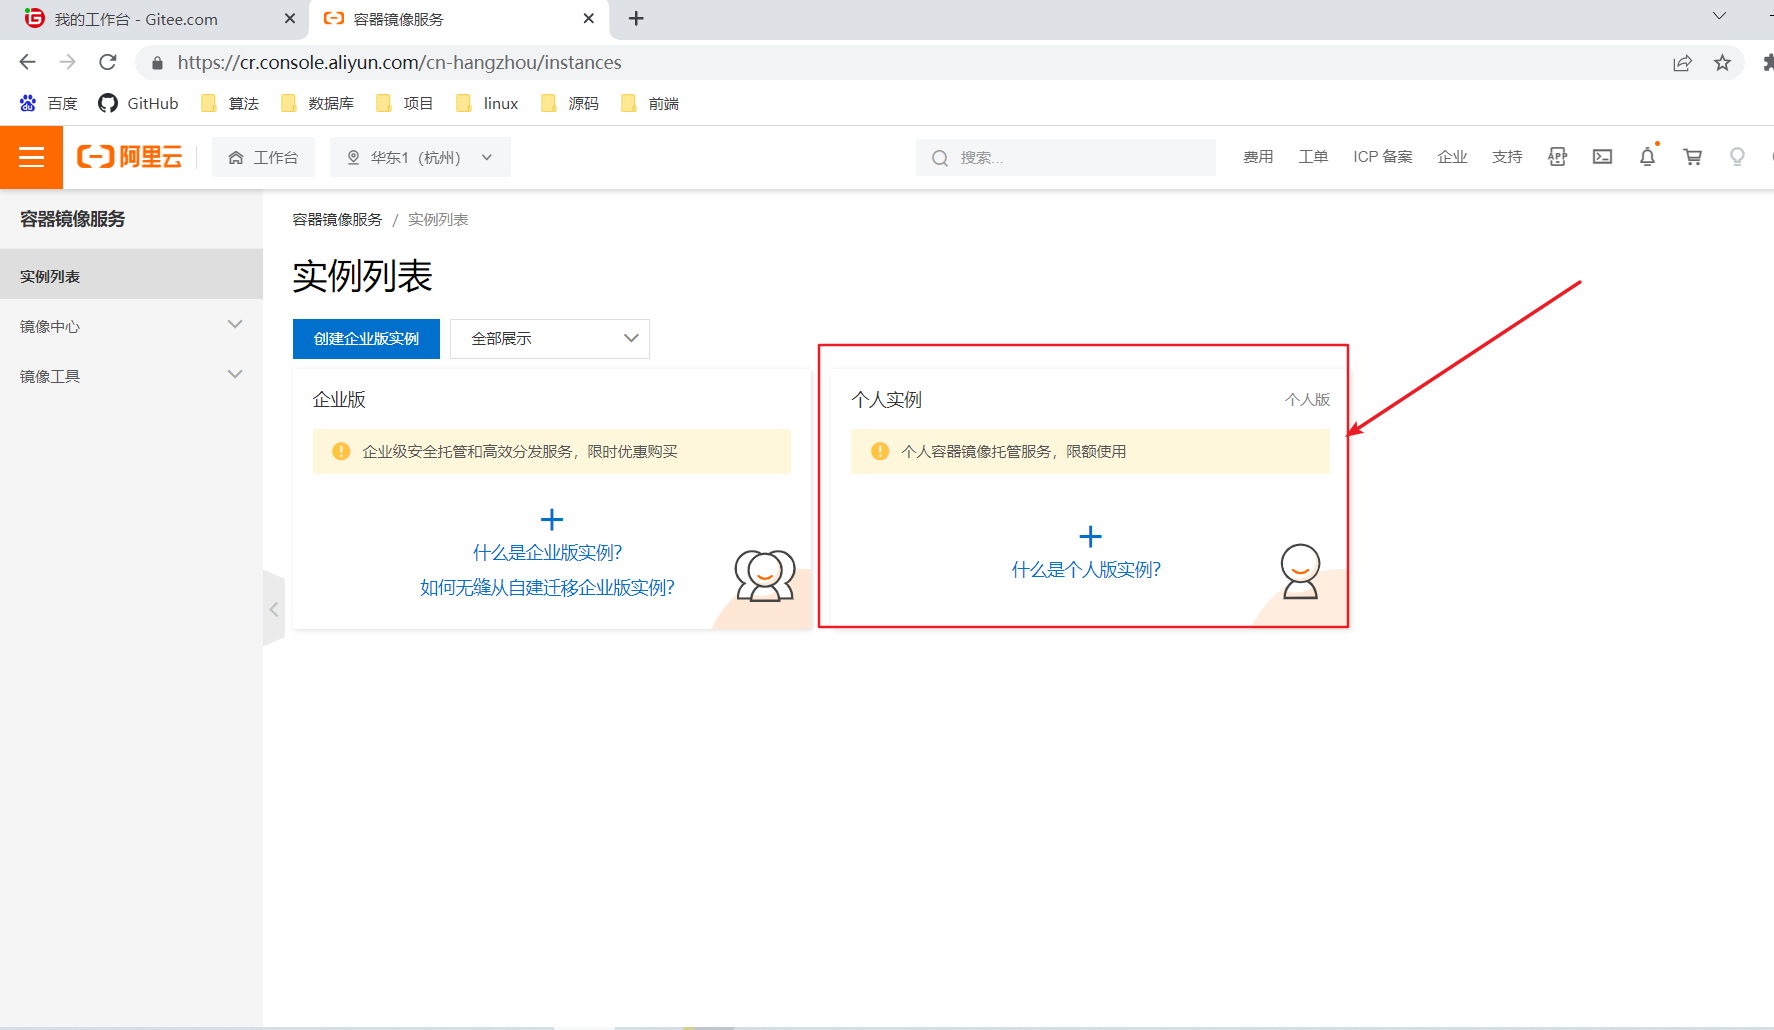 我的工作台 - Gitee.com
容器镜像服务
https://cr.console.aliyun.com/cn-hangzhou/instances
百度
GitHub
算法
数据库
项目
linux
源码
前端
阿里云
工作台
华东1（杭州）
搜索...
费用
工单
ICP 备案
企业
支持
APP
容器镜像服务
实例列表
镜像中心
镜像工具
容器镜像服务 / 实例列表
实例列表
创建企业版实例
全部展示
企业版
企业级安全托管和高效分发服务，限时优惠购买
什么是企业版实例？
如何无缝从自建迁移企业版实例？
个人实例
个人版
个人容器镜像托管服务，限额使用
什么是个人版实例？